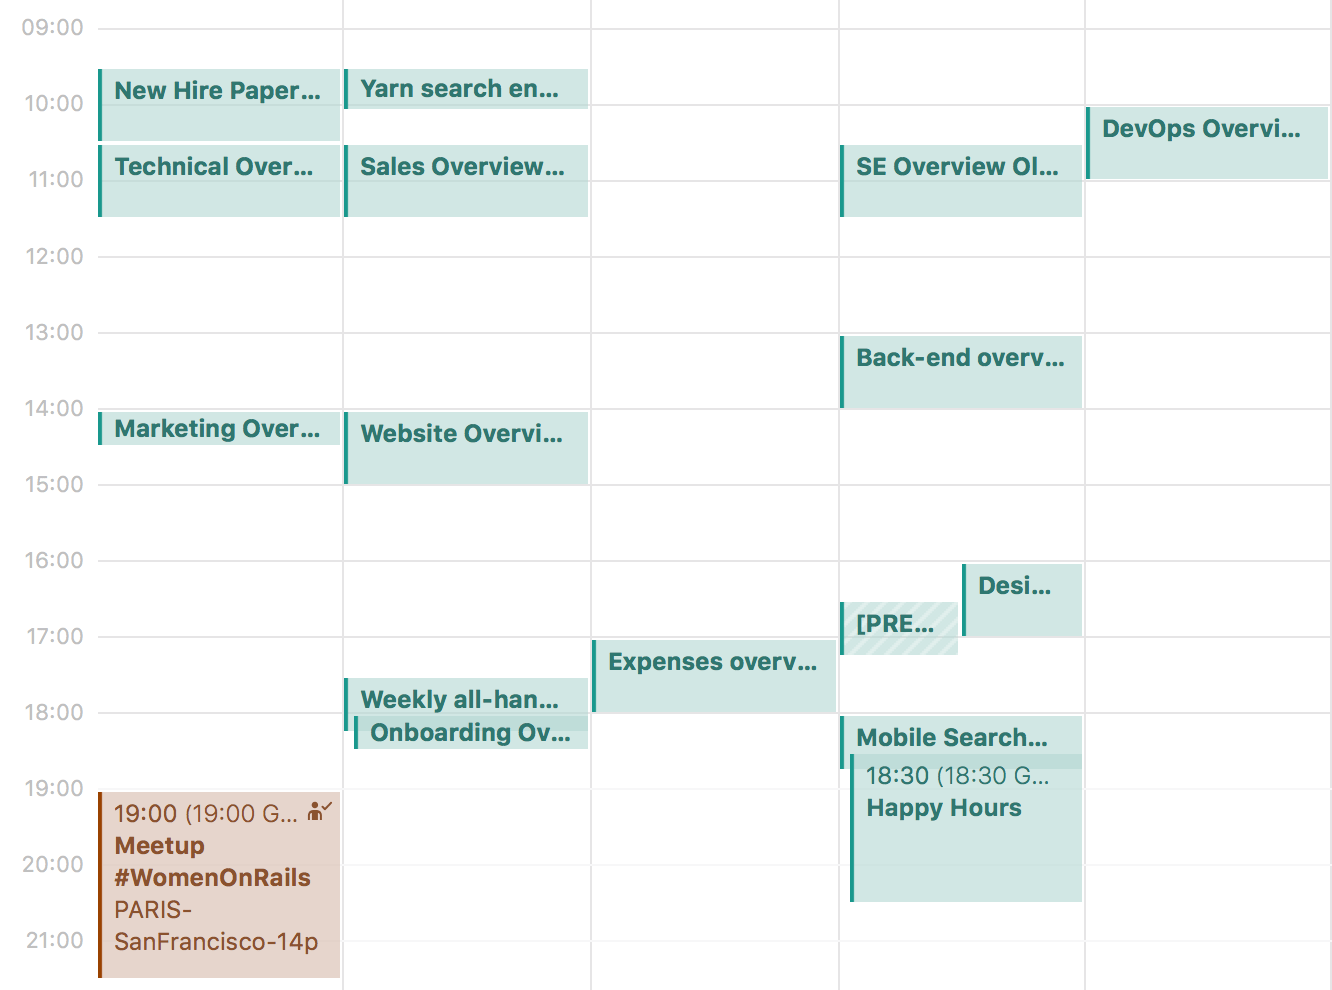 09:00
10:00
11:00
12:00
13:00
14:00
15:00
16:00
17:00
18:00
19:00
20:00
21:00
New Hire Paper...
Technical Over...
Marketing Over...
19:00 (19:00 G...
Meetup
#WomenOnRails
PARIS-
SanFrancisco-14p
Yarn search en...
Sales Overview...
Website Overvi...
Weekly all-han...
Onboarding Ov...
Expenses overv...
SE Overview Ol...
Back-end overv...
Desi...
[PRE...
Mobile Search...
18:30 (18:30 G...
Happy Hours
DevOps Overvi...